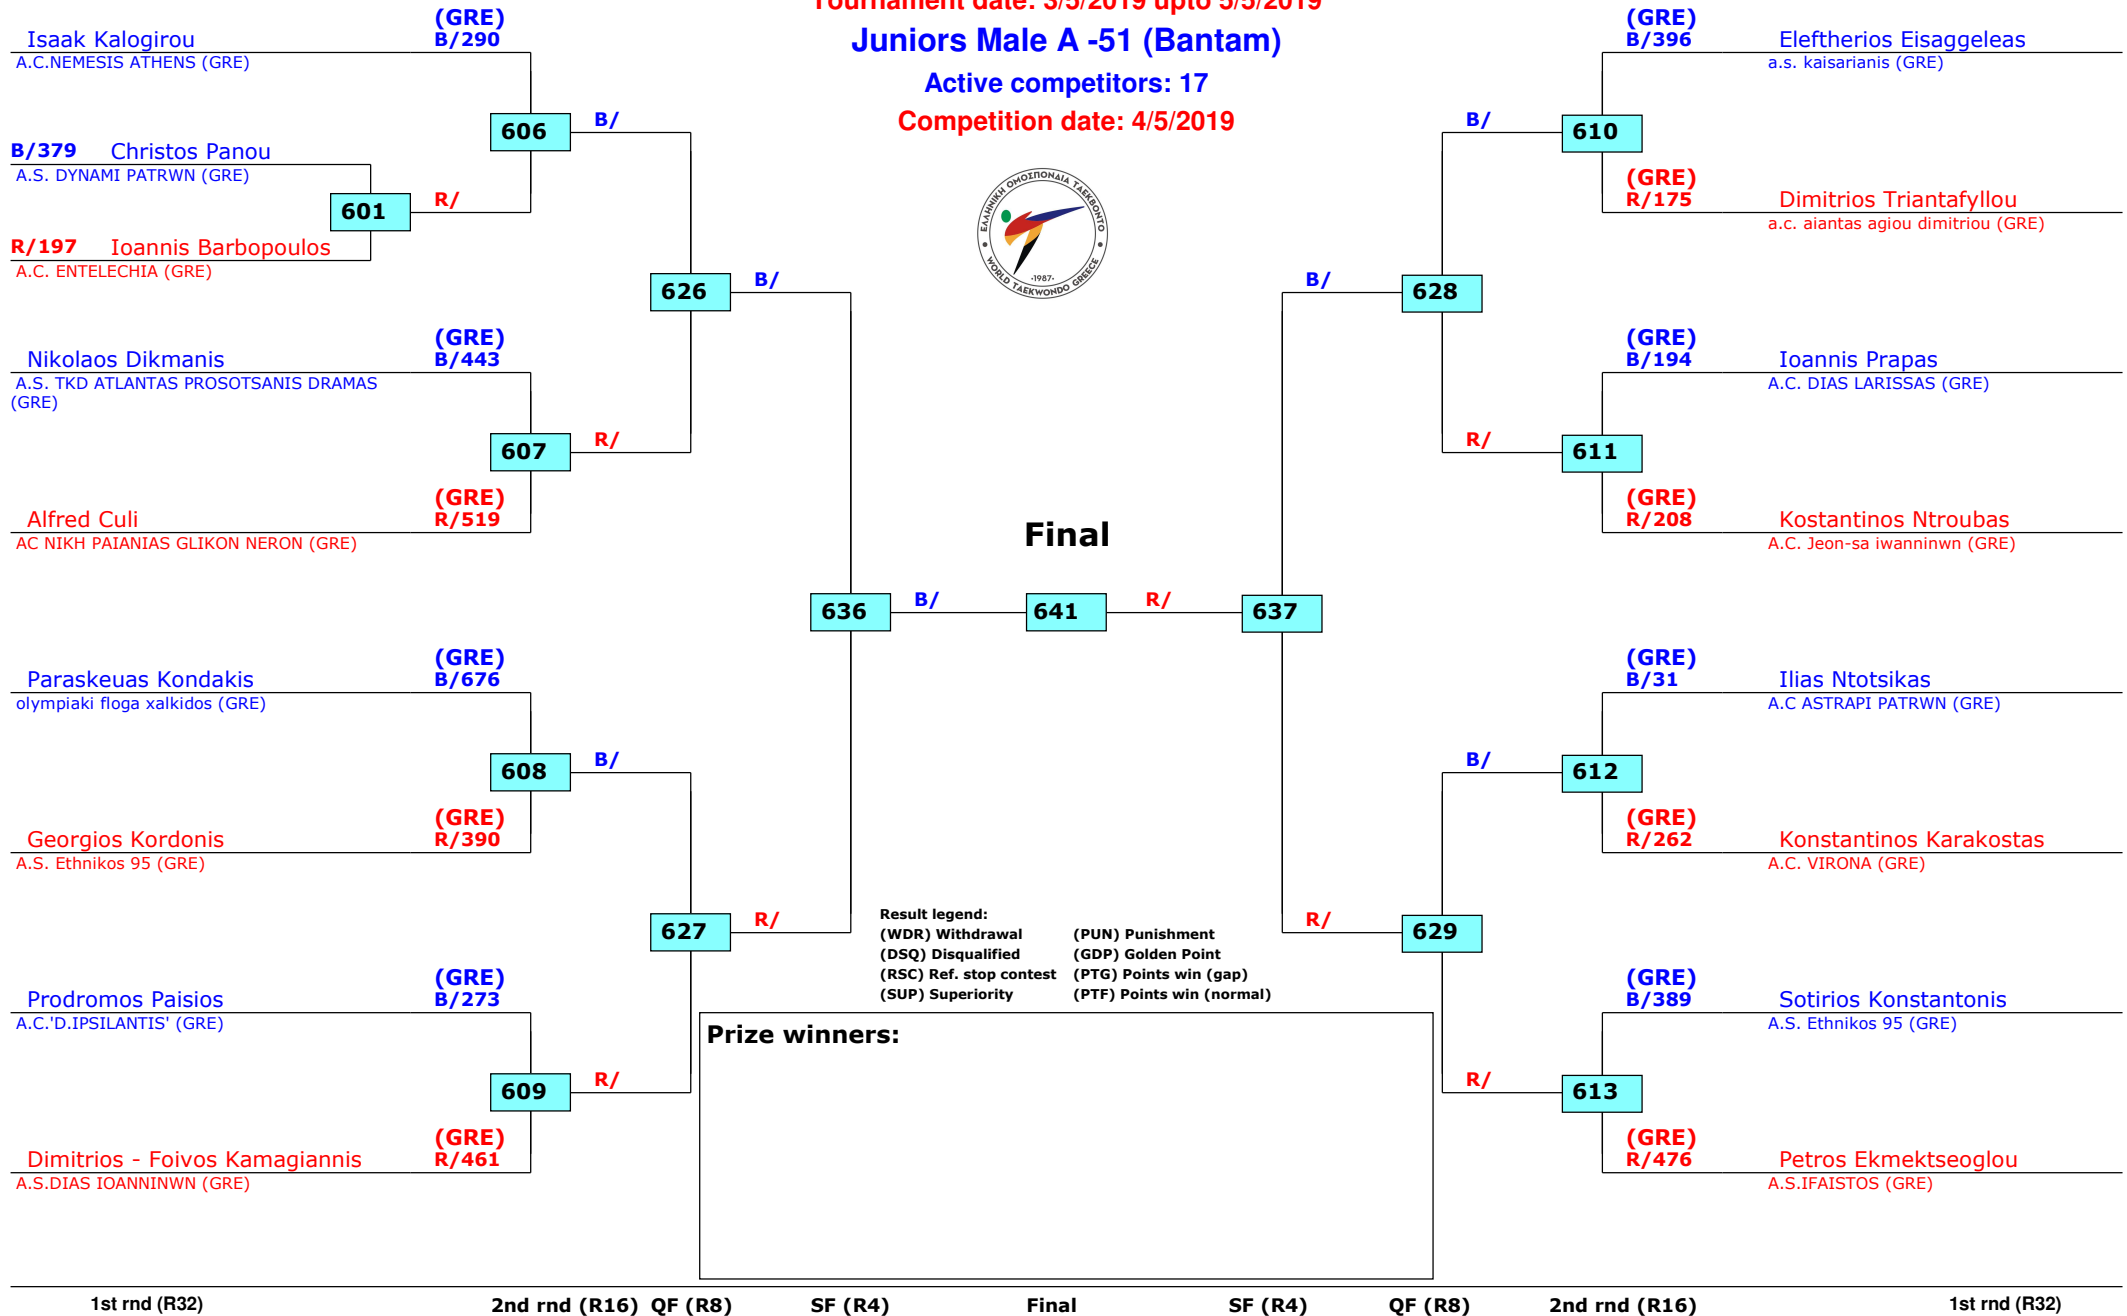 Tournament date: 3/5/2019 upto 5/5/2019
Juniors Male A -51 (Bantam)
Active competitors: 17
Competition date: 4/5/2019
ΕΛΛΗΝΙΚΗ ΟΜΟΣΠΟΝΔΙΑ ΤΑΕΚΒΟΝΤΟ
·1987·
WORLD TAEKWONDO GREECE
(GRE)
Isaak Kalogirou B/290
A.C.NEMESIS ATHENS (GRE)
606
B/
B/379 Christos Panou
A.S. DYNAMI PATRWN (GRE)
601
R/
R/197 Ioannis Barbopoulos
A.C. ENTELECHIA (GRE)
626
B/
(GRE)
Nikolaos Dikmanis B/443
A.S. TKD ATLANTAS PROSOTSANIS DRAMAS
(GRE)
607
R/
(GRE)
Alfred Culi R/519
AC NIKH PAIANIAS GLIKON NERON (GRE)
636
B/
(GRE)
Paraskeuas Kondakis B/676
olympiaki floga xalkidos (GRE)
608
B/
(GRE)
Georgios Kordonis R/390
A.S. Ethnikos 95 (GRE)
627
R/
(GRE)
Prodromos Paisios B/273
A.C.'D.IPSILANTIS' (GRE)
609
R/
(GRE)
Dimitrios - Foivos Kamagiannis R/461
A.S.DIAS IOANNINWN (GRE)
Final
641
R/
637
(GRE)
B/396 Eleftherios Eisaggeleas
a.s. kaisarianis (GRE)
B/
610
(GRE)
R/175 Dimitrios Triantafyllou
a.c. aiantas agiou dimitriou (GRE)
B/
628
(GRE)
B/194 Ioannis Prapas
A.C. DIAS LARISSAS (GRE)
R/
611
(GRE)
R/208 Kostantinos Ntroubas
A.C. Jeon-sa iwanninwn (GRE)
(GRE)
B/31 Ilias Ntotsikas
A.C ASTRAPI PATRWN (GRE)
B/
612
(GRE)
R/262 Konstantinos Karakostas
A.C. VIRONA (GRE)
R/
629
(GRE)
B/389 Sotirios Konstantonis
A.S. Ethnikos 95 (GRE)
R/
613
(GRE)
R/476 Petros Ekmektseoglou
A.S.IFAISTOS (GRE)
Result legend:
(WDR) Withdrawal (PUN) Punishment
(DSQ) Disqualified (GDP) Golden Point
(RSC) Ref. stop contest (PTG) Points win (gap)
(SUP) Superiority (PTF) Points win (normal)
Prize winners:
1st rnd (R32) 2nd rnd (R16) QF (R8) SF (R4) Final SF (R4) QF (R8) 2nd rnd (R16) 1st rnd (R32)